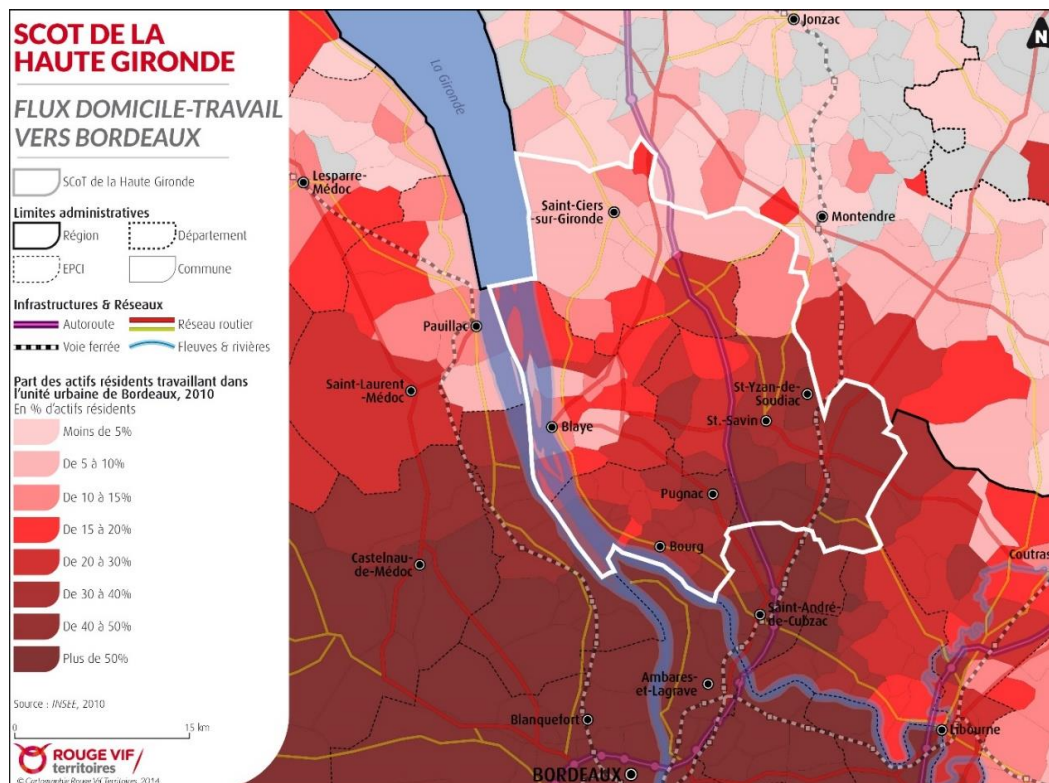 SCOT DE LA
HAUTE GIRONDE
FLUX DOMICILE-TRAVAIL
VERS BORDEAUX
SCoT de la Haute Gironde
Limites administratives
Région
Département
EPCI
Commune
Infrastructures & Réseaux
Autoroute
Réseau routier
Voie ferrée
Fleuves & rivières
Part des actifs résidents travaillant dans
l'unité urbaine de Bordeaux, 2010
En % d'actifs résidents
Moins de 5%
De 5 à 10%
De 10 à 15%
De 15 à 20%
De 20 à 30%
De 30 à 40%
De 40 à 50%
Plus de 50%
Source : INSEE, 2010
0
15 km
ROUGE VIF/
territoires
© Cartographie Rouge Vif Territoires, 2014
N
Jonzac
La Gironde
Lesparre-
Médoc
Saint-Ciers
-sur-Gironde
Montendre
Pauillac
Saint-Laurent
-Médoc
St-Yzan-de-
Soudiac
St.-Savin
Blaye
Pugnac
Bourg
Castelnau-
de-Médoc
Coutras
Saint-André-
de-Cubzac
Ambares-
et-Lagrave
Blanquefort
Libourne
BORDEAUX